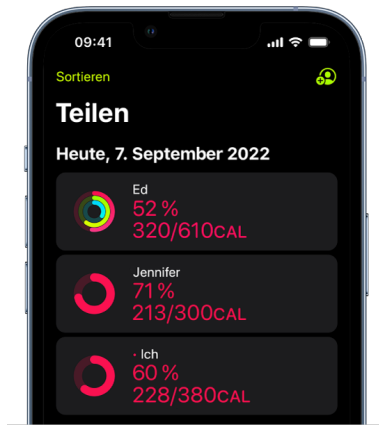 09:41
Sortieren
Teilen
Heute, 7. September 2022
Ed
52 %
320/610CAL
Jennifer
71 %
213/300CAL
· Ich
60 %
228/380CAL